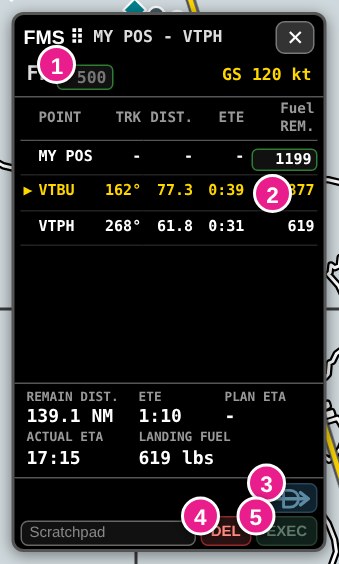 FMS ⠿ MY POS - VTPH ✕
1 500 GS 120 kt
POINT TRK DIST. ETE Fuel REM.
MY POS - - - 1199
▶ VTBU 162° 77.3 0:39 2 877
VTPH 268° 61.8 0:31 619
REMAIN DIST. ETE PLAN ETA
139.1 NM 1:10 -
ACTUAL ETA LANDING FUEL
17:15 619 lbs
3
Scratchpad 4 DEL 5 EXEC